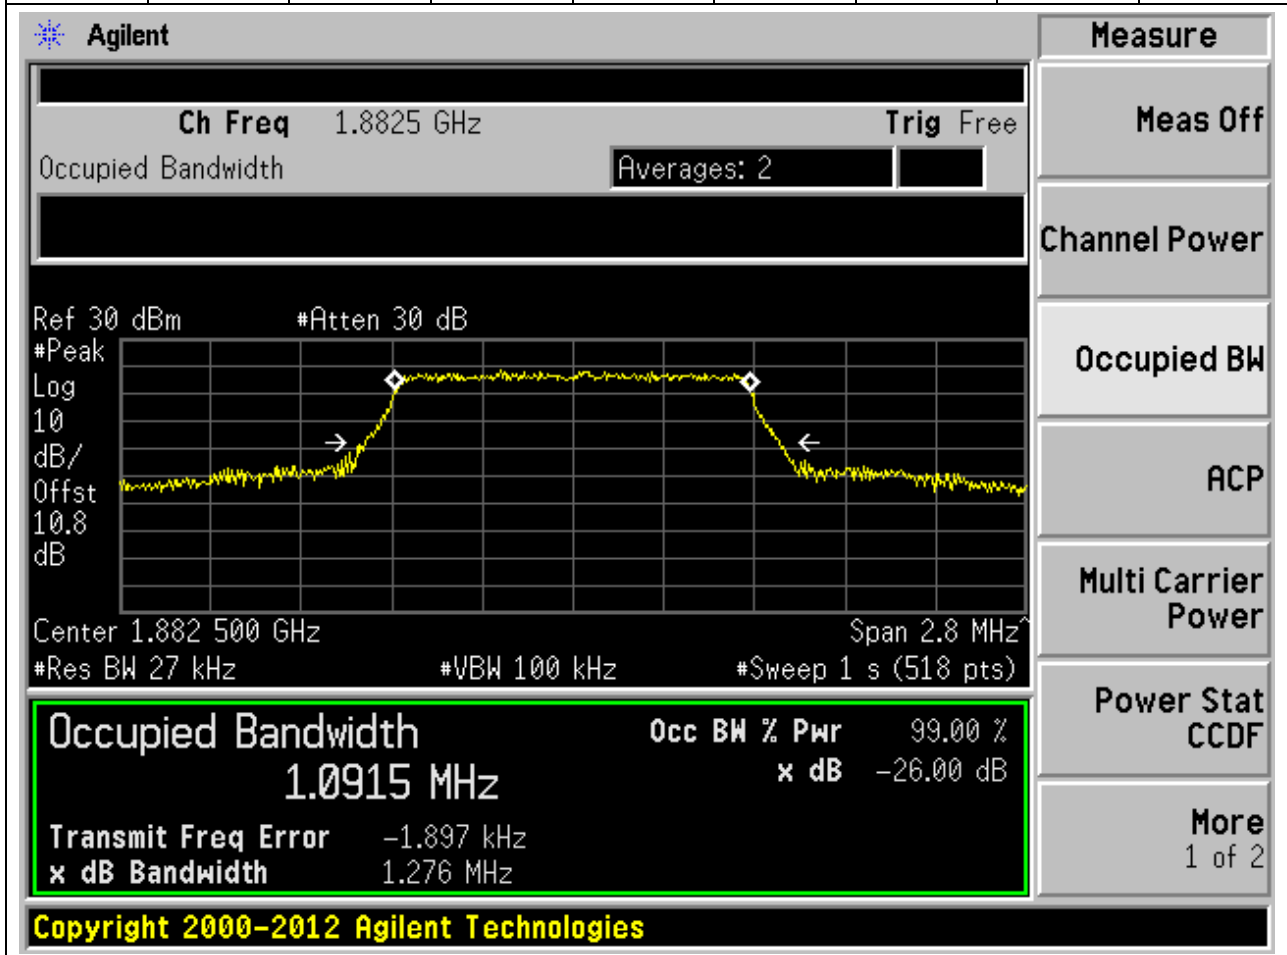 Agilent
Measure
Ch Freq 1.8825 GHz Trig Free
Occupied Bandwidth Averages: 2
Meas Off
Channel Power
Occupied BW
ACP
Multi Carrier
Power
Power Stat
CCDF
More
1 of 2
Ref 30 dBm #Atten 30 dB
#Peak
Log
10
dB/
Offst
10.8
dB
Center 1.882 500 GHz Span 2.8 MHz^
#Res BW 27 kHz #VBW 100 kHz #Sweep 1 s (518 pts)
Occupied Bandwidth Occ BW % Pwr 99.00 %
1.0915 MHz x dB -26.00 dB
Transmit Freq Error -1.897 kHz
x dB Bandwidth 1.276 MHz
Copyright 2000-2012 Agilent Technologies